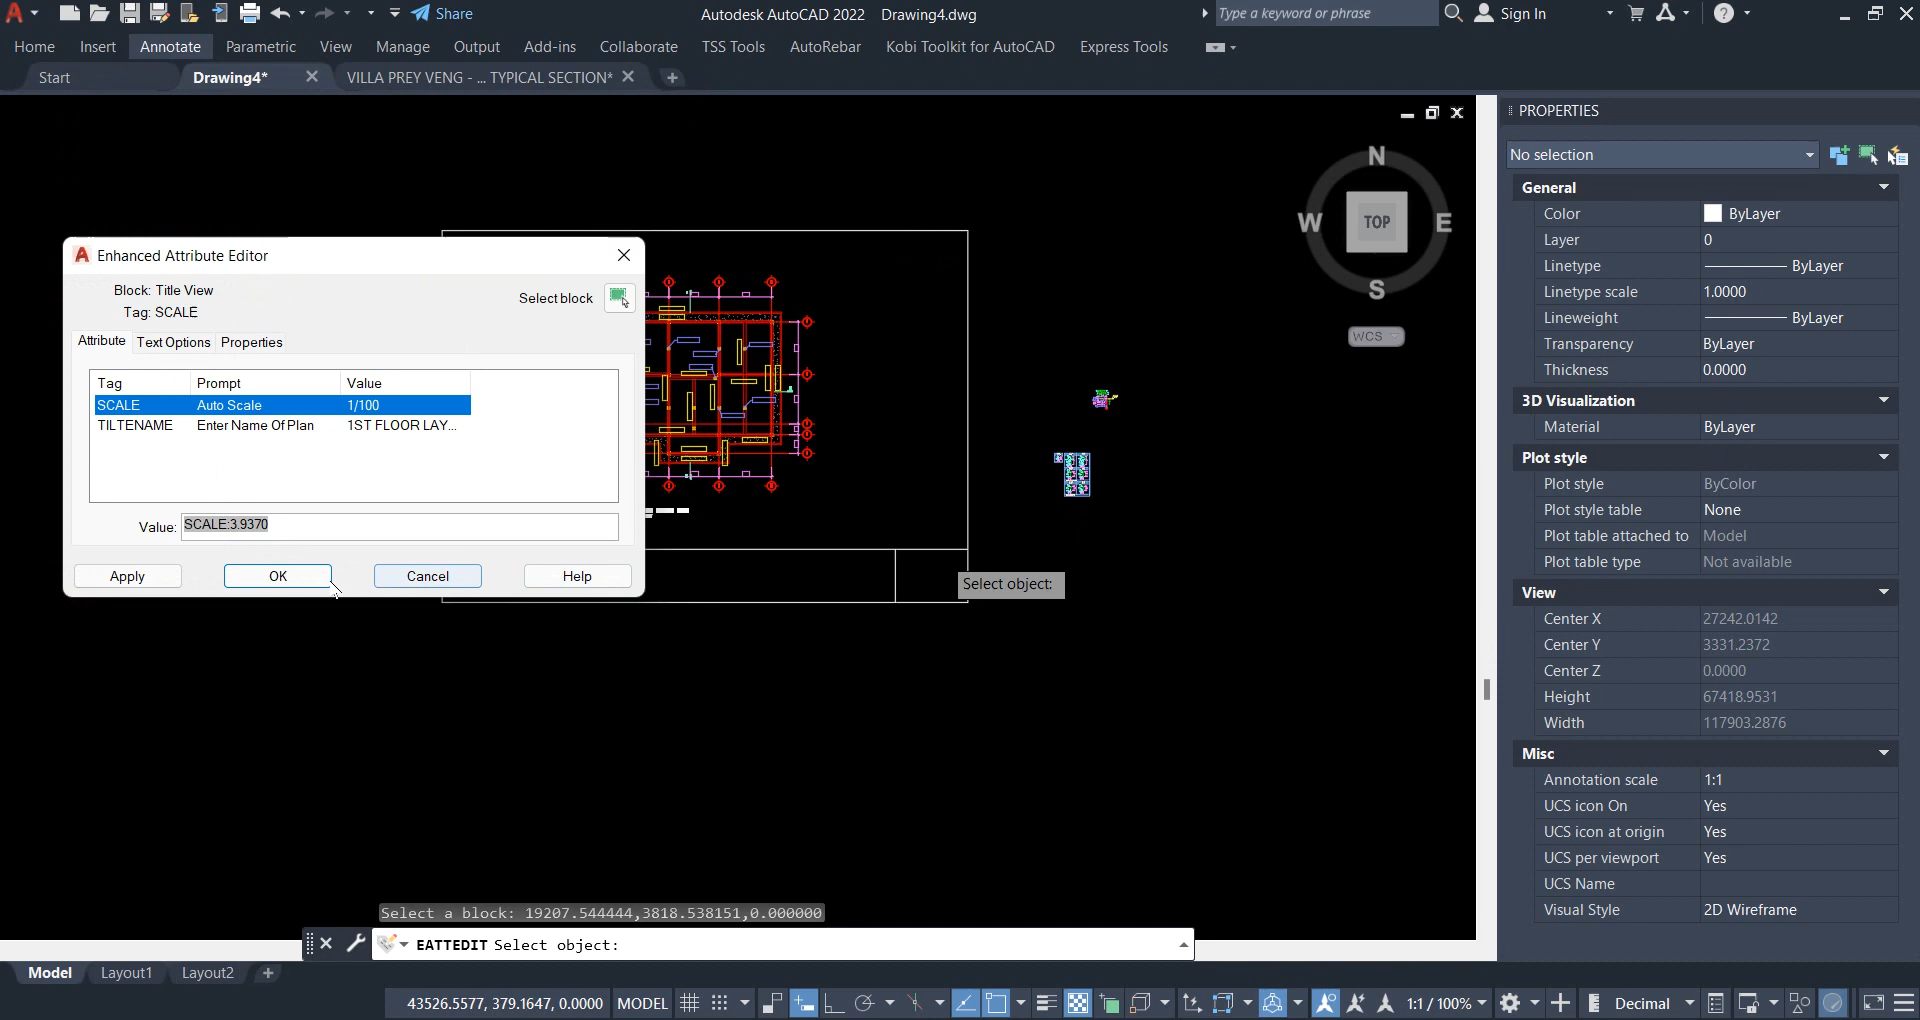 Share
Autodesk AutoCAD 2022 Drawing4.dwg
Type a keyword or phrase
Sign In
Home Insert Annotate Parametric View Manage Output Add-ins Collaborate TSS Tools AutoRebar Kobi Toolkit for AutoCAD Express Tools
Start Drawing4* VILLA PREY VENG - ... TYPICAL SECTION*
N
W TOP E
S
WCS
Enhanced Attribute Editor
Block: Title View
Tag: SCALE
Select block
Attribute Text Options Properties
Tag Prompt Value
SCALE Auto Scale 1/100
TILTENAME Enter Name Of Plan 1ST FLOOR LAY...
Value: SCALE:3.9370
Apply OK Cancel Help
Select object:
PROPERTIES
No selection
General
Color ByLayer
Layer 0
Linetype ByLayer
Linetype scale 1.0000
Lineweight ByLayer
Transparency ByLayer
Thickness 0.0000
3D Visualization
Material ByLayer
Plot style
Plot style ByColor
Plot style table None
Plot table attached to Model
Plot table type Not available
View
Center X 27242.0142
Center Y 3331.2372
Center Z 0.0000
Height 67418.9531
Width 117903.2876
Misc
Annotation scale 1:1
UCS icon On Yes
UCS icon at origin Yes
UCS per viewport Yes
UCS Name
Visual Style 2D Wireframe
Select a block: 19207.544444,3818.538151,0.000000
EATTEDIT Select object:
Model Layout1 Layout2
43526.5577, 379.1647, 0.0000 MODEL 1:1 / 100% Decimal